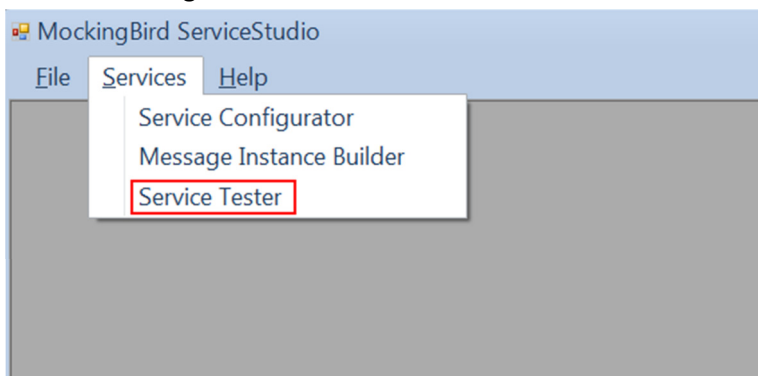 MockingBird ServiceStudio
File Services Help
Service Configurator
Message Instance Builder
Service Tester